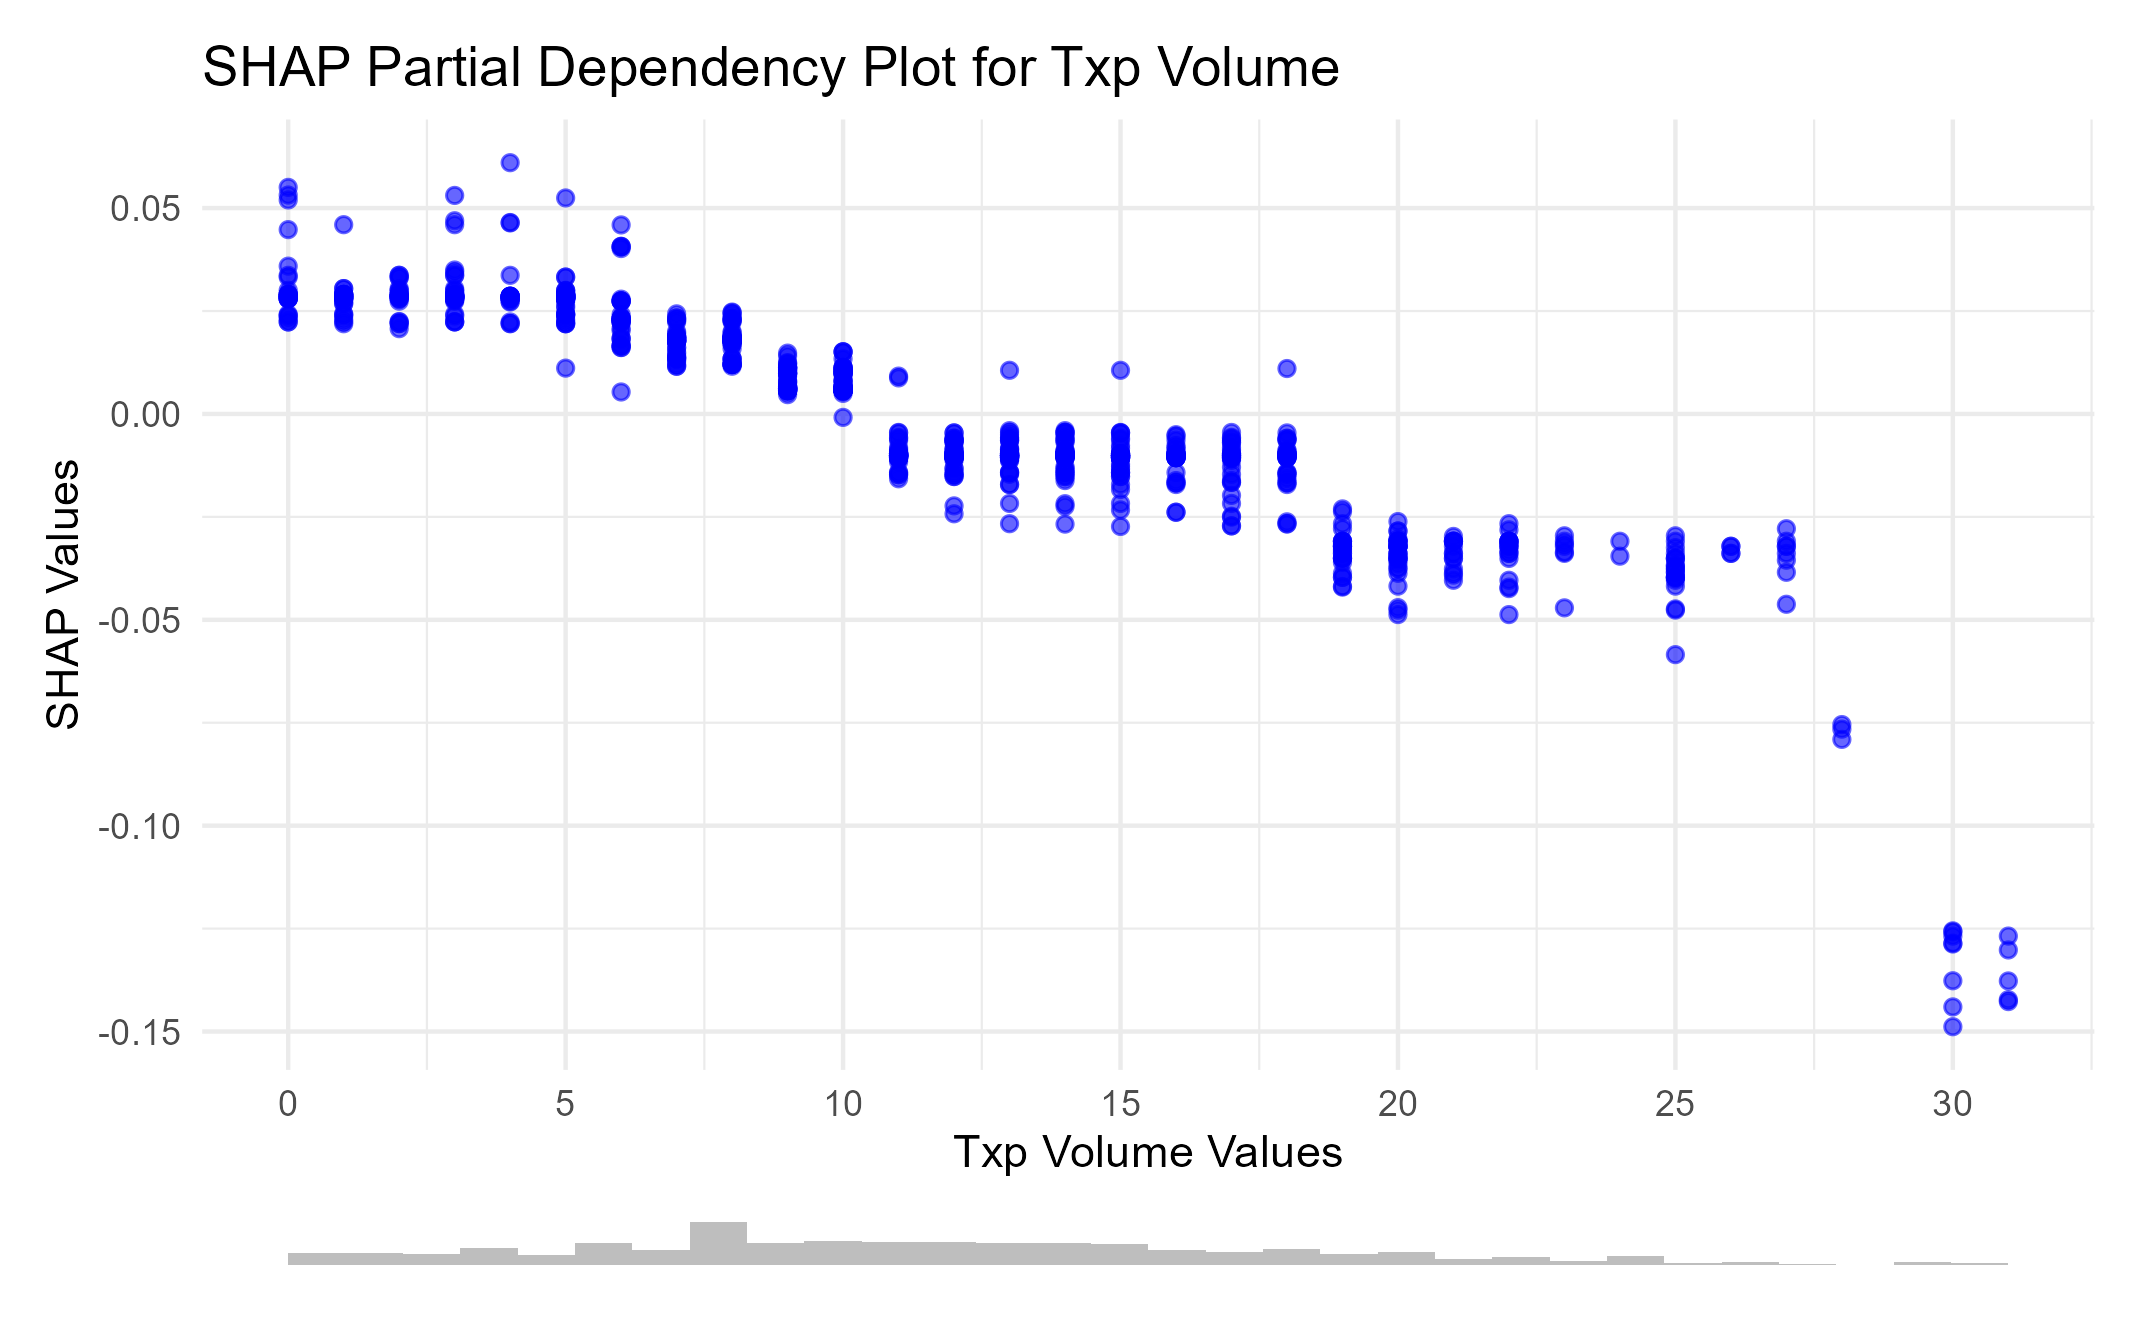 SHAP Partial Dependency Plot for Txp Volume
SHAP Values
0.05
0.00
-0.05
-0.10
-0.15
0 5 10 15 20 25 30
Txp Volume Values